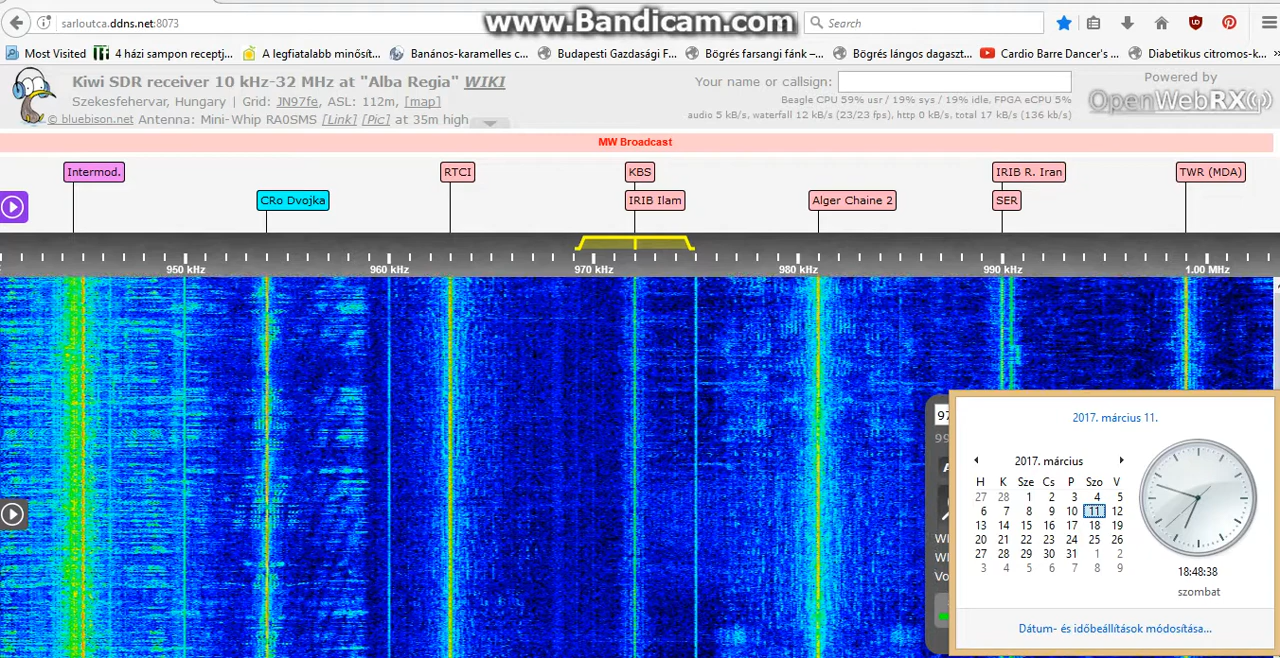 www.Bandicam.com
sarloutca.ddns.net:8073
Search
Most Visited
4 házi sampon receptj...
A legfiatalabb minősít...
Banános-karamelles c...
Budapesti Gazdasági F...
Bögrés farsangi fánk –...
Bögrés lángos dagaszt...
Cardio Barre Dancer's ...
Diabetikus citromos-k...
Kiwi SDR receiver 10 kHz-32 MHz at "Alba Regia" WIKI
Szekesfehervar, Hungary | Grid: JN97fe, ASL: 112m, [map]
© bluebison.net Antenna: Mini-Whip RA0SMS [Link] [Pic] at 35m high
Your name or callsign:
Beagle CPU 59% usr / 19% sys / 19% idle, FPGA eCPU 5%
audio 5 kB/s, waterfall 12 kB/s (23/23 fps), http 0 kB/s, total 17 kB/s (136 kb/s)
Powered by
OpenWebRX
MW Broadcast
Intermod.
RTCI
KBS
IRIB R. Iran
TWR (MDA)
CRo Dvojka
IRIB Ilam
Alger Chaine 2
SER
950 kHz
960 kHz
970 kHz
980 kHz
990 kHz
1.00 MHz
97
99
A
W
W
Vo
2017. március 11.
2017. március
H K Sze Cs P Szo V
27 28 1 2 3 4 5
6 7 8 9 10 11 12
13 14 15 16 17 18 19
20 21 22 23 24 25 26
27 28 29 30 31 1 2
3 4 5 6 7 8 9
18:48:38
szombat
Dátum- és időbeállítások módosítása...